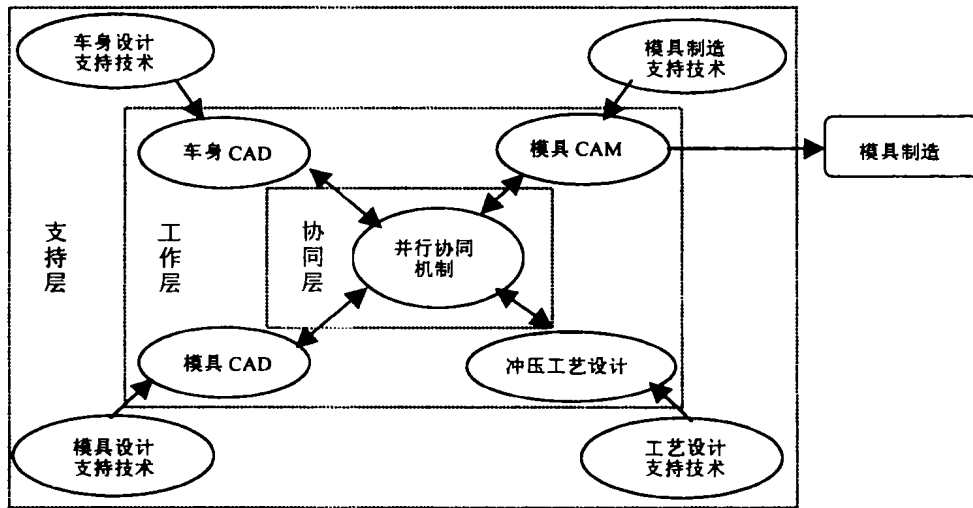 车身设计
支持技术
模具制造
支持技术
车身 CAD
模具 CAM
模具制造
支持层
工作层
协同层
并行协同
机制
模具 CAD
冲压工艺设计
模具设计
支持技术
工艺设计
支持技术